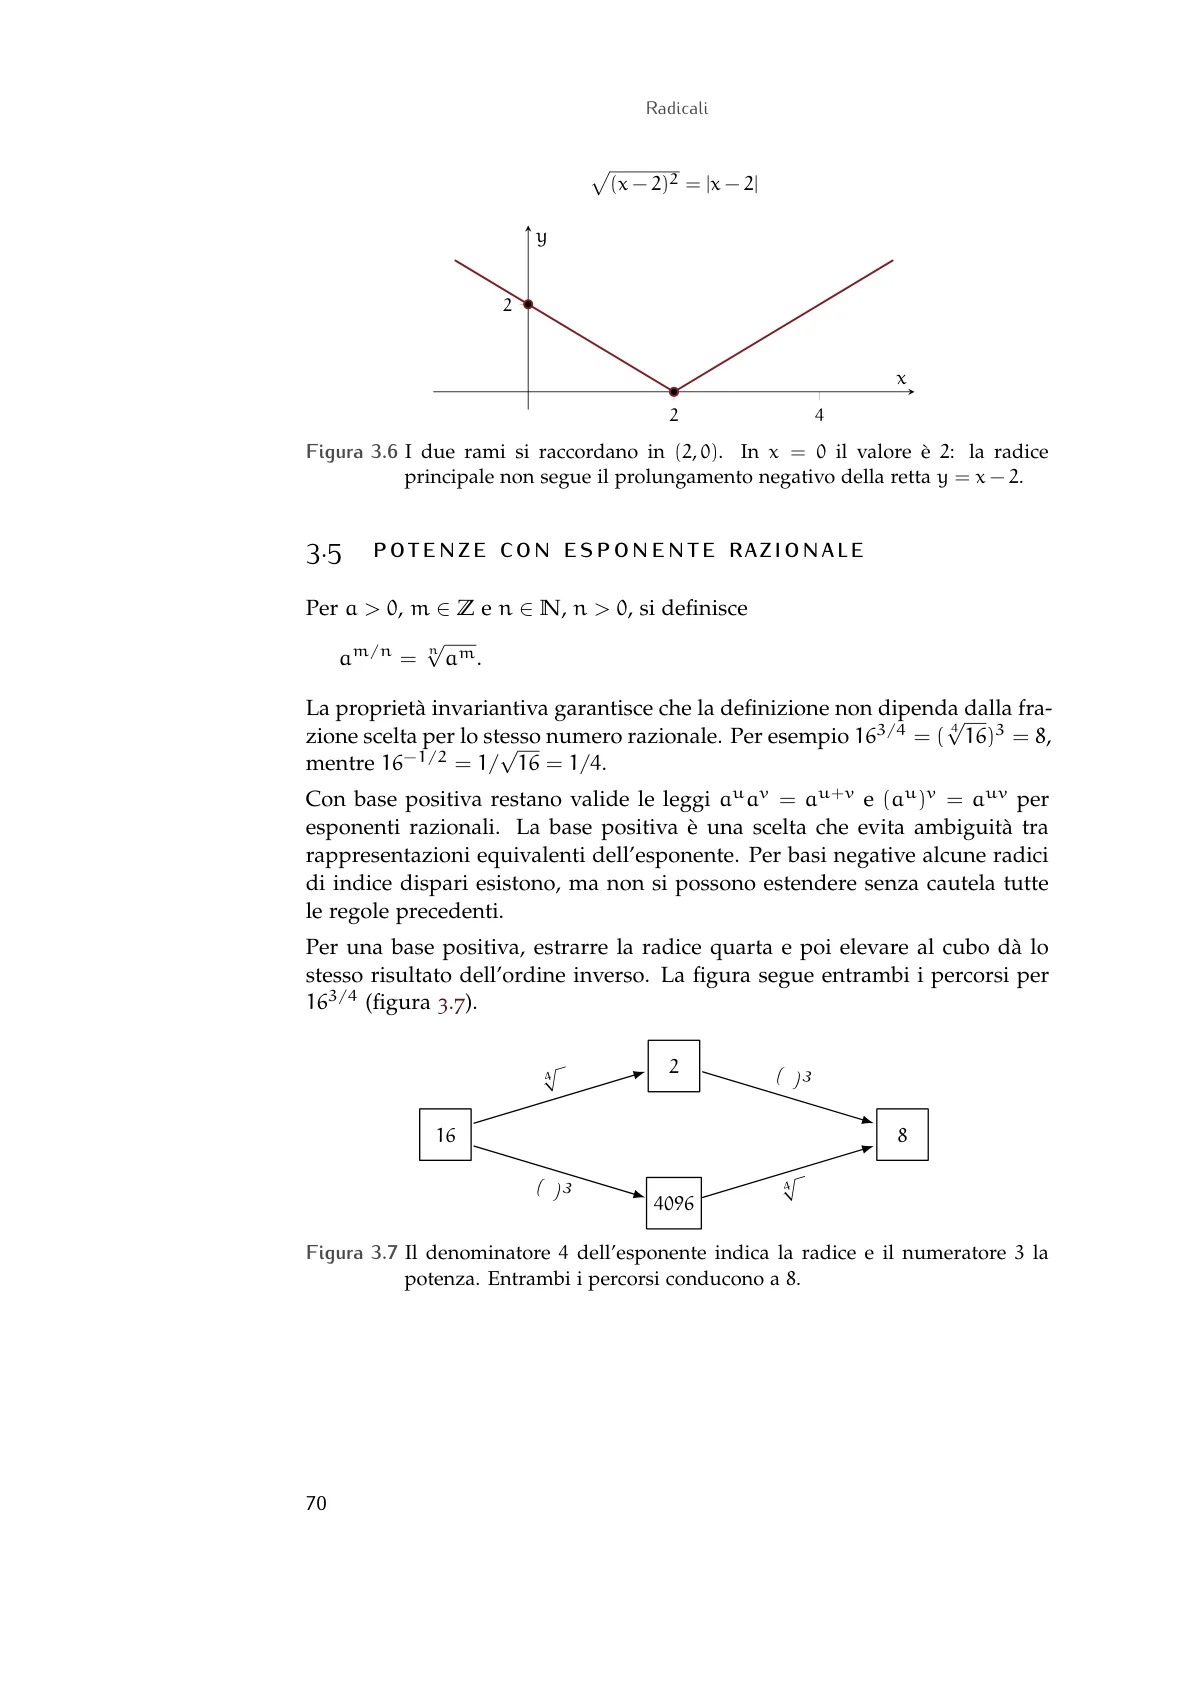 Radicali
√(x − 2)² = |x − 2|
y
2
x
2 4
Figura 3.6 I due rami si raccordano in (2, 0). In x = 0 il valore è 2: la radice
principale non segue il prolungamento negativo della retta y = x − 2.
3.5 POTENZE CON ESPONENTE RAZIONALE
Per a > 0, m ∈ ℤ e n ∈ ℕ, n > 0, si definisce
a^{m/n} = ⁿ√a^m.
La proprietà invariantiva garantisce che la definizione non dipenda dalla fra-
zione scelta per lo stesso numero razionale. Per esempio 16^{3/4} = (⁴√16)³ = 8,
mentre 16^{−1/2} = 1/√16 = 1/4.
Con base positiva restano valide le leggi a^u a^v = a^{u+v} e (a^u)^v = a^{uv} per
esponenti razionali. La base positiva è una scelta che evita ambiguità tra
rappresentazioni equivalenti dell'esponente. Per basi negative alcune radici
di indice dispari esistono, ma non si possono estendere senza cautela tutte
le regole precedenti.
Per una base positiva, estrarre la radice quarta e poi elevare al cubo dà lo
stesso risultato dell'ordine inverso. La figura segue entrambi i percorsi per
16^{3/4} (figura 3.7).
2
⁴√ ( )³
16 8
( )³ ⁴√
4096
Figura 3.7 Il denominatore 4 dell'esponente indica la radice e il numeratore 3 la
potenza. Entrambi i percorsi conducono a 8.
70